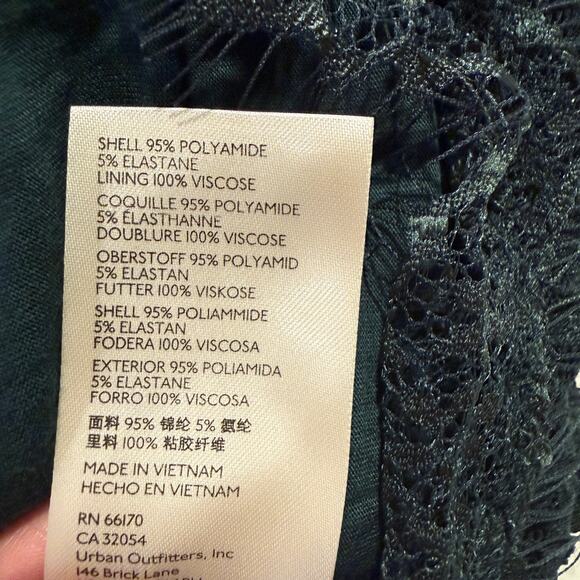 SHELL 95% POLYAMIDE
5% ELASTANE
LINING 100% VISCOSE
COQUILLE 95% POLYAMIDE
5% ÉLASTHANNE
DOUBLURE 100% VISCOSE
OBERSTOFF 95% POLYAMID
5% ELASTAN
FUTTER 100% VISKOSE
SHELL 95% POLIAMMIDE
5% ELASTAN
FODERA 100% VISCOSA
EXTERIOR 95% POLIAMIDA
5% ELASTANE
FORRO 100% VISCOSA
面料 95% 锦纶 5% 氨纶
里料 100% 粘胶纤维
MADE IN VIETNAM
HECHO EN VIETNAM
RN 66170
CA 32054
Urban Outfitters, Inc
146 Brick Lane